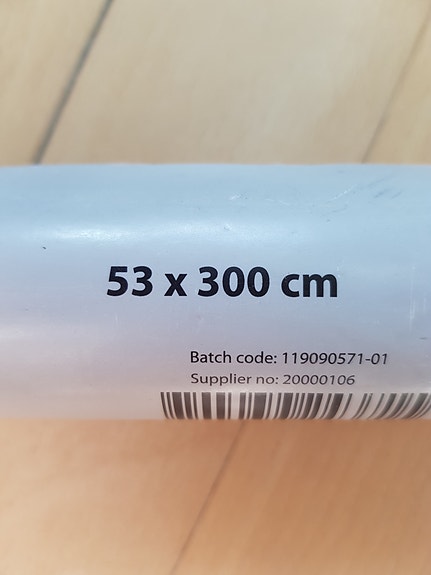 53 x 300 cm
Batch code: 119090571-01
Supplier no: 20000106